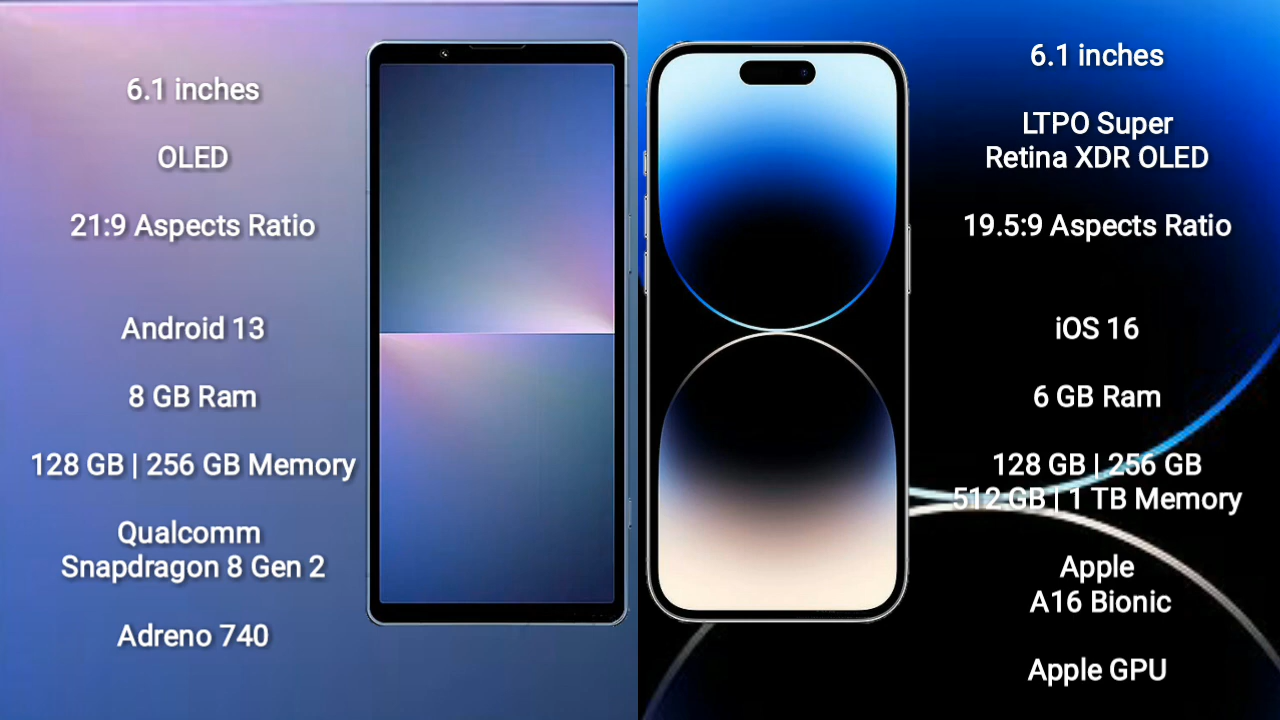 6.1 inches
OLED
21:9 Aspects Ratio
Android 13
8 GB Ram
128 GB | 256 GB Memory
Qualcomm
Snapdragon 8 Gen 2
Adreno 740
6.1 inches
LTPO Super
Retina XDR OLED
19.5:9 Aspects Ratio
iOS 16
6 GB Ram
128 GB | 256 GB
512 GB | 1 TB Memory
Apple
A16 Bionic
Apple GPU